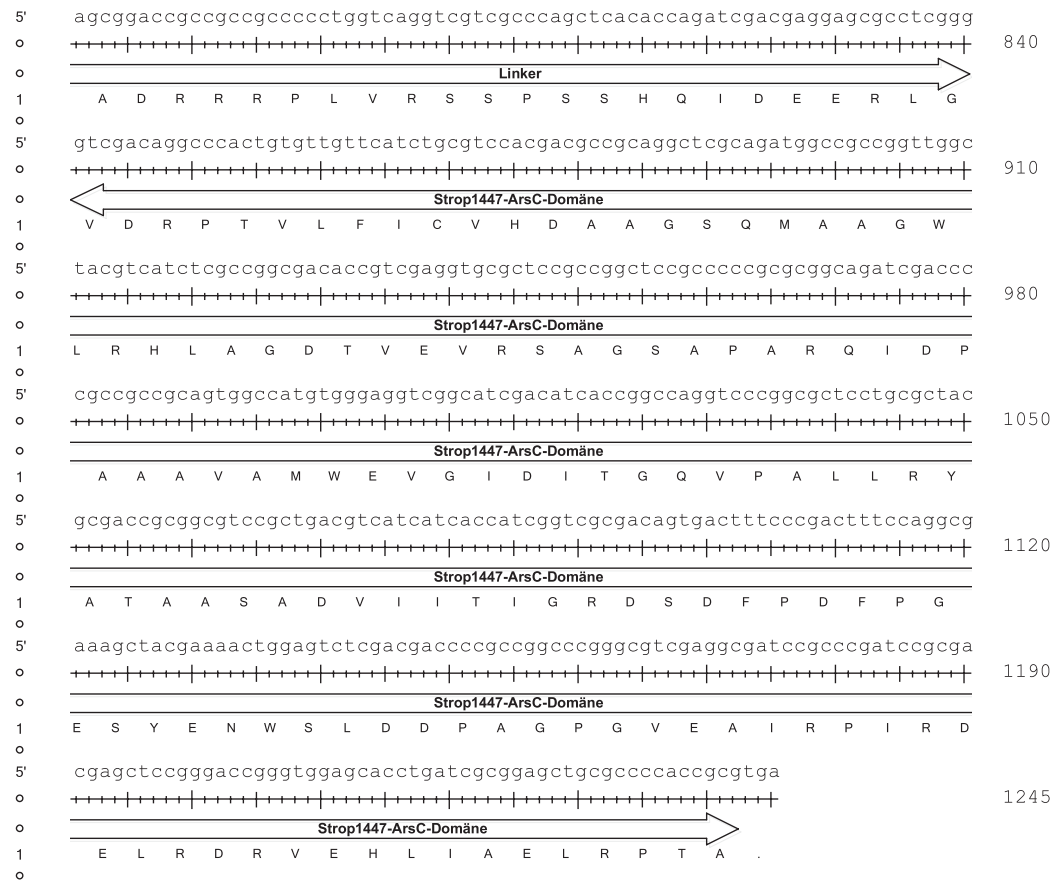 5' agcggaccgccgccgcccctggtcaggtcgtcgcccagctcacaccagatcgacgaggagcgcctcggg
840
Linker
1 A D R R R P L V R S S P S S H Q I D E E R L G
5' gtcgacaggcccactgtgttgttcatctgcgtccacgacgccgcaggctcgcagatggccgccggttggc
910
Strop1447-ArsC-Domäne
1 V D R P T V L F I C V H D A A G S Q M A A G W
5' tacgtcatctcgccggcgacaccgtcgaggtgcgctccgccggctccgcccccgcgcggcagatcgaccc
980
Strop1447-ArsC-Domäne
1 L R H L A G D T V E V R S A G S A P A R Q I D P
5' cgccgccgcagtggccatgtgggaggtcggcatcgacatcaccggccaggtcccggcgctcctgcgctac
1050
Strop1447-ArsC-Domäne
1 A A A V A M W E V G I D I T G Q V P A L L R Y
5' gcgaccgcggcgtccgctgacgtcatcatcaccatcggtcgcgacagtgactttcccgactttccaggcg
1120
Strop1447-ArsC-Domäne
1 A T A A S A D V I I T I G R D S D F P D F P G
5' aaagctacgaaaactggagtctcgacgaccccgccggcccgggcgtcgaggcgatccgcccgatccgcga
1190
Strop1447-ArsC-Domäne
1 E S Y E N W S L D D P A G P G V E A I R P I R D
5' cgagctccgggaccgggtggagcacctgatcgcggagctgcgccccaccgcgtga
1245
Strop1447-ArsC-Domäne
1 E L R D R V E H L I A E L R P T A .